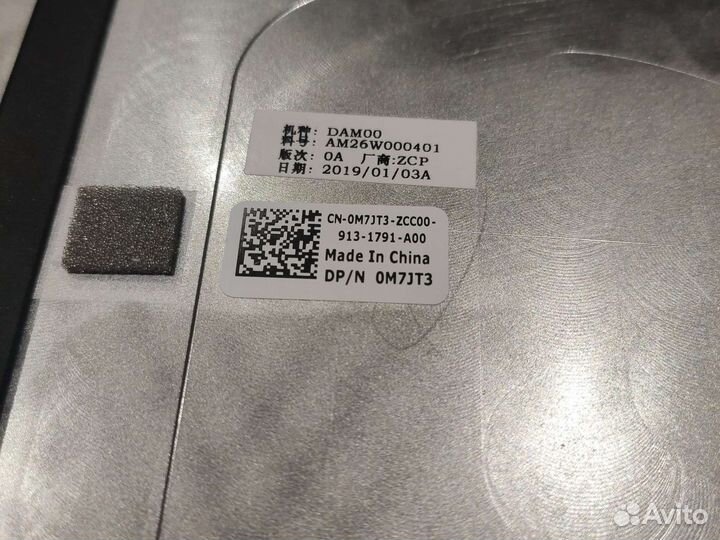 机种: DAM00
料号: AM26W000401
版次: 0A 厂商:ZCP
日期: 2019/01/03A
CN-0M7JT3-ZCC00-
913-1791-A00
Made In China
DP/N 0M7JT3
Avito